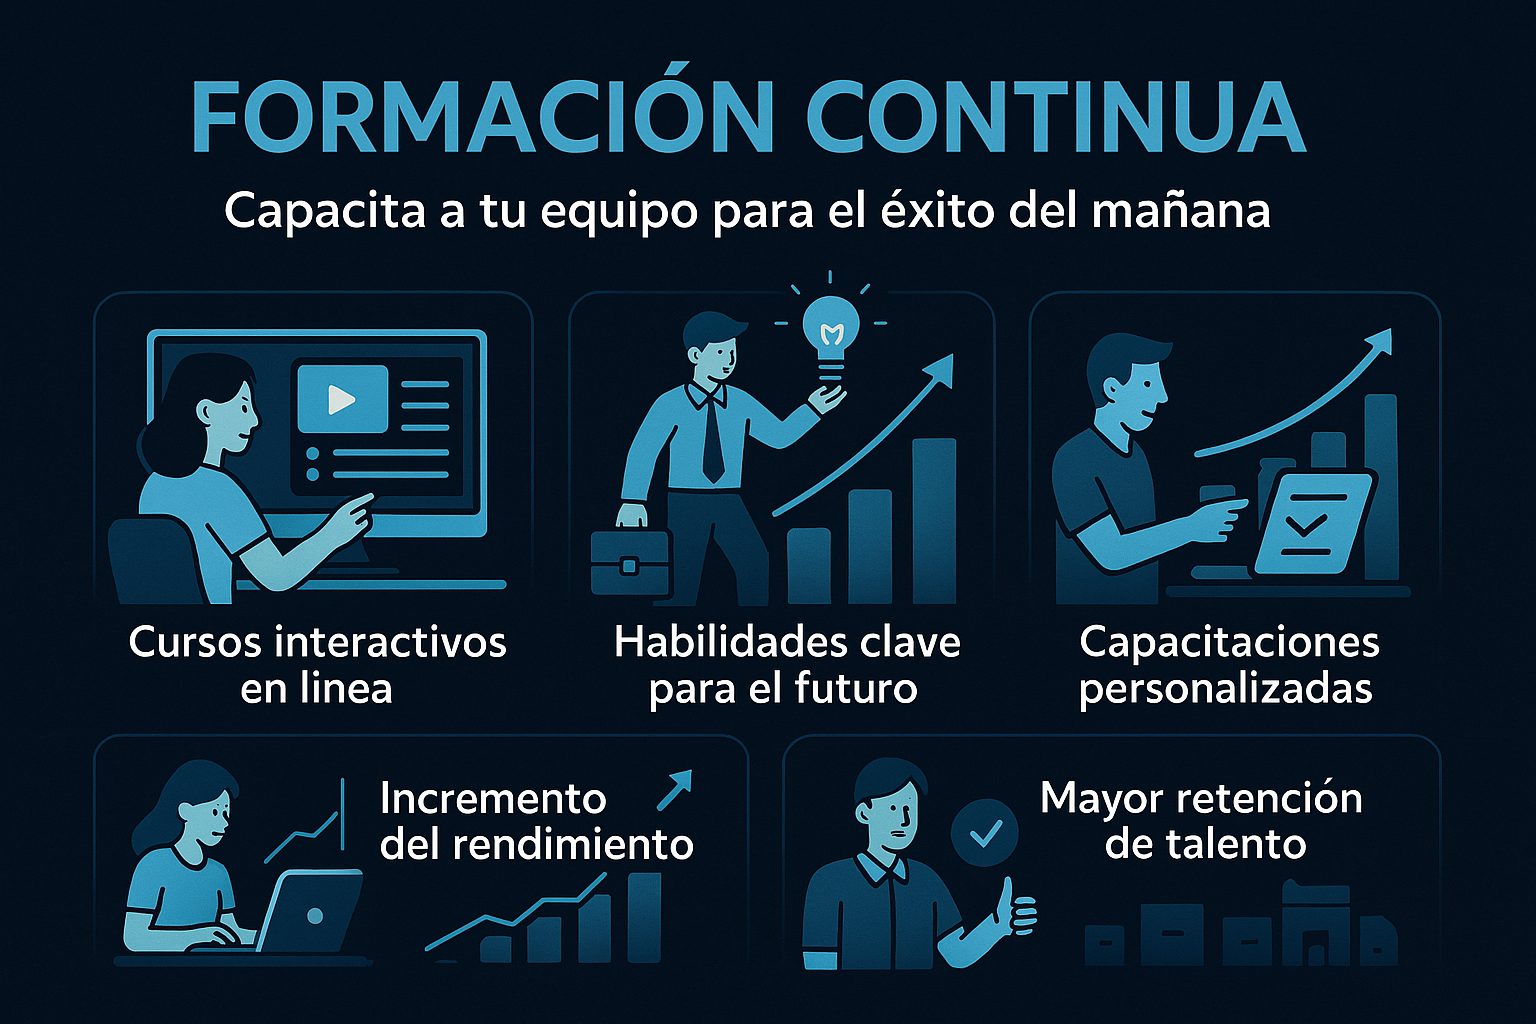 FORMACIÓN CONTINUA
Capacita a tu equipo para el éxito del mañana
Cursos interactivos
en linea
Habilidades clave
para el futuro
Capacitaciones
personalizadas
Incremento
del rendimiento
Mayor retención
de talento